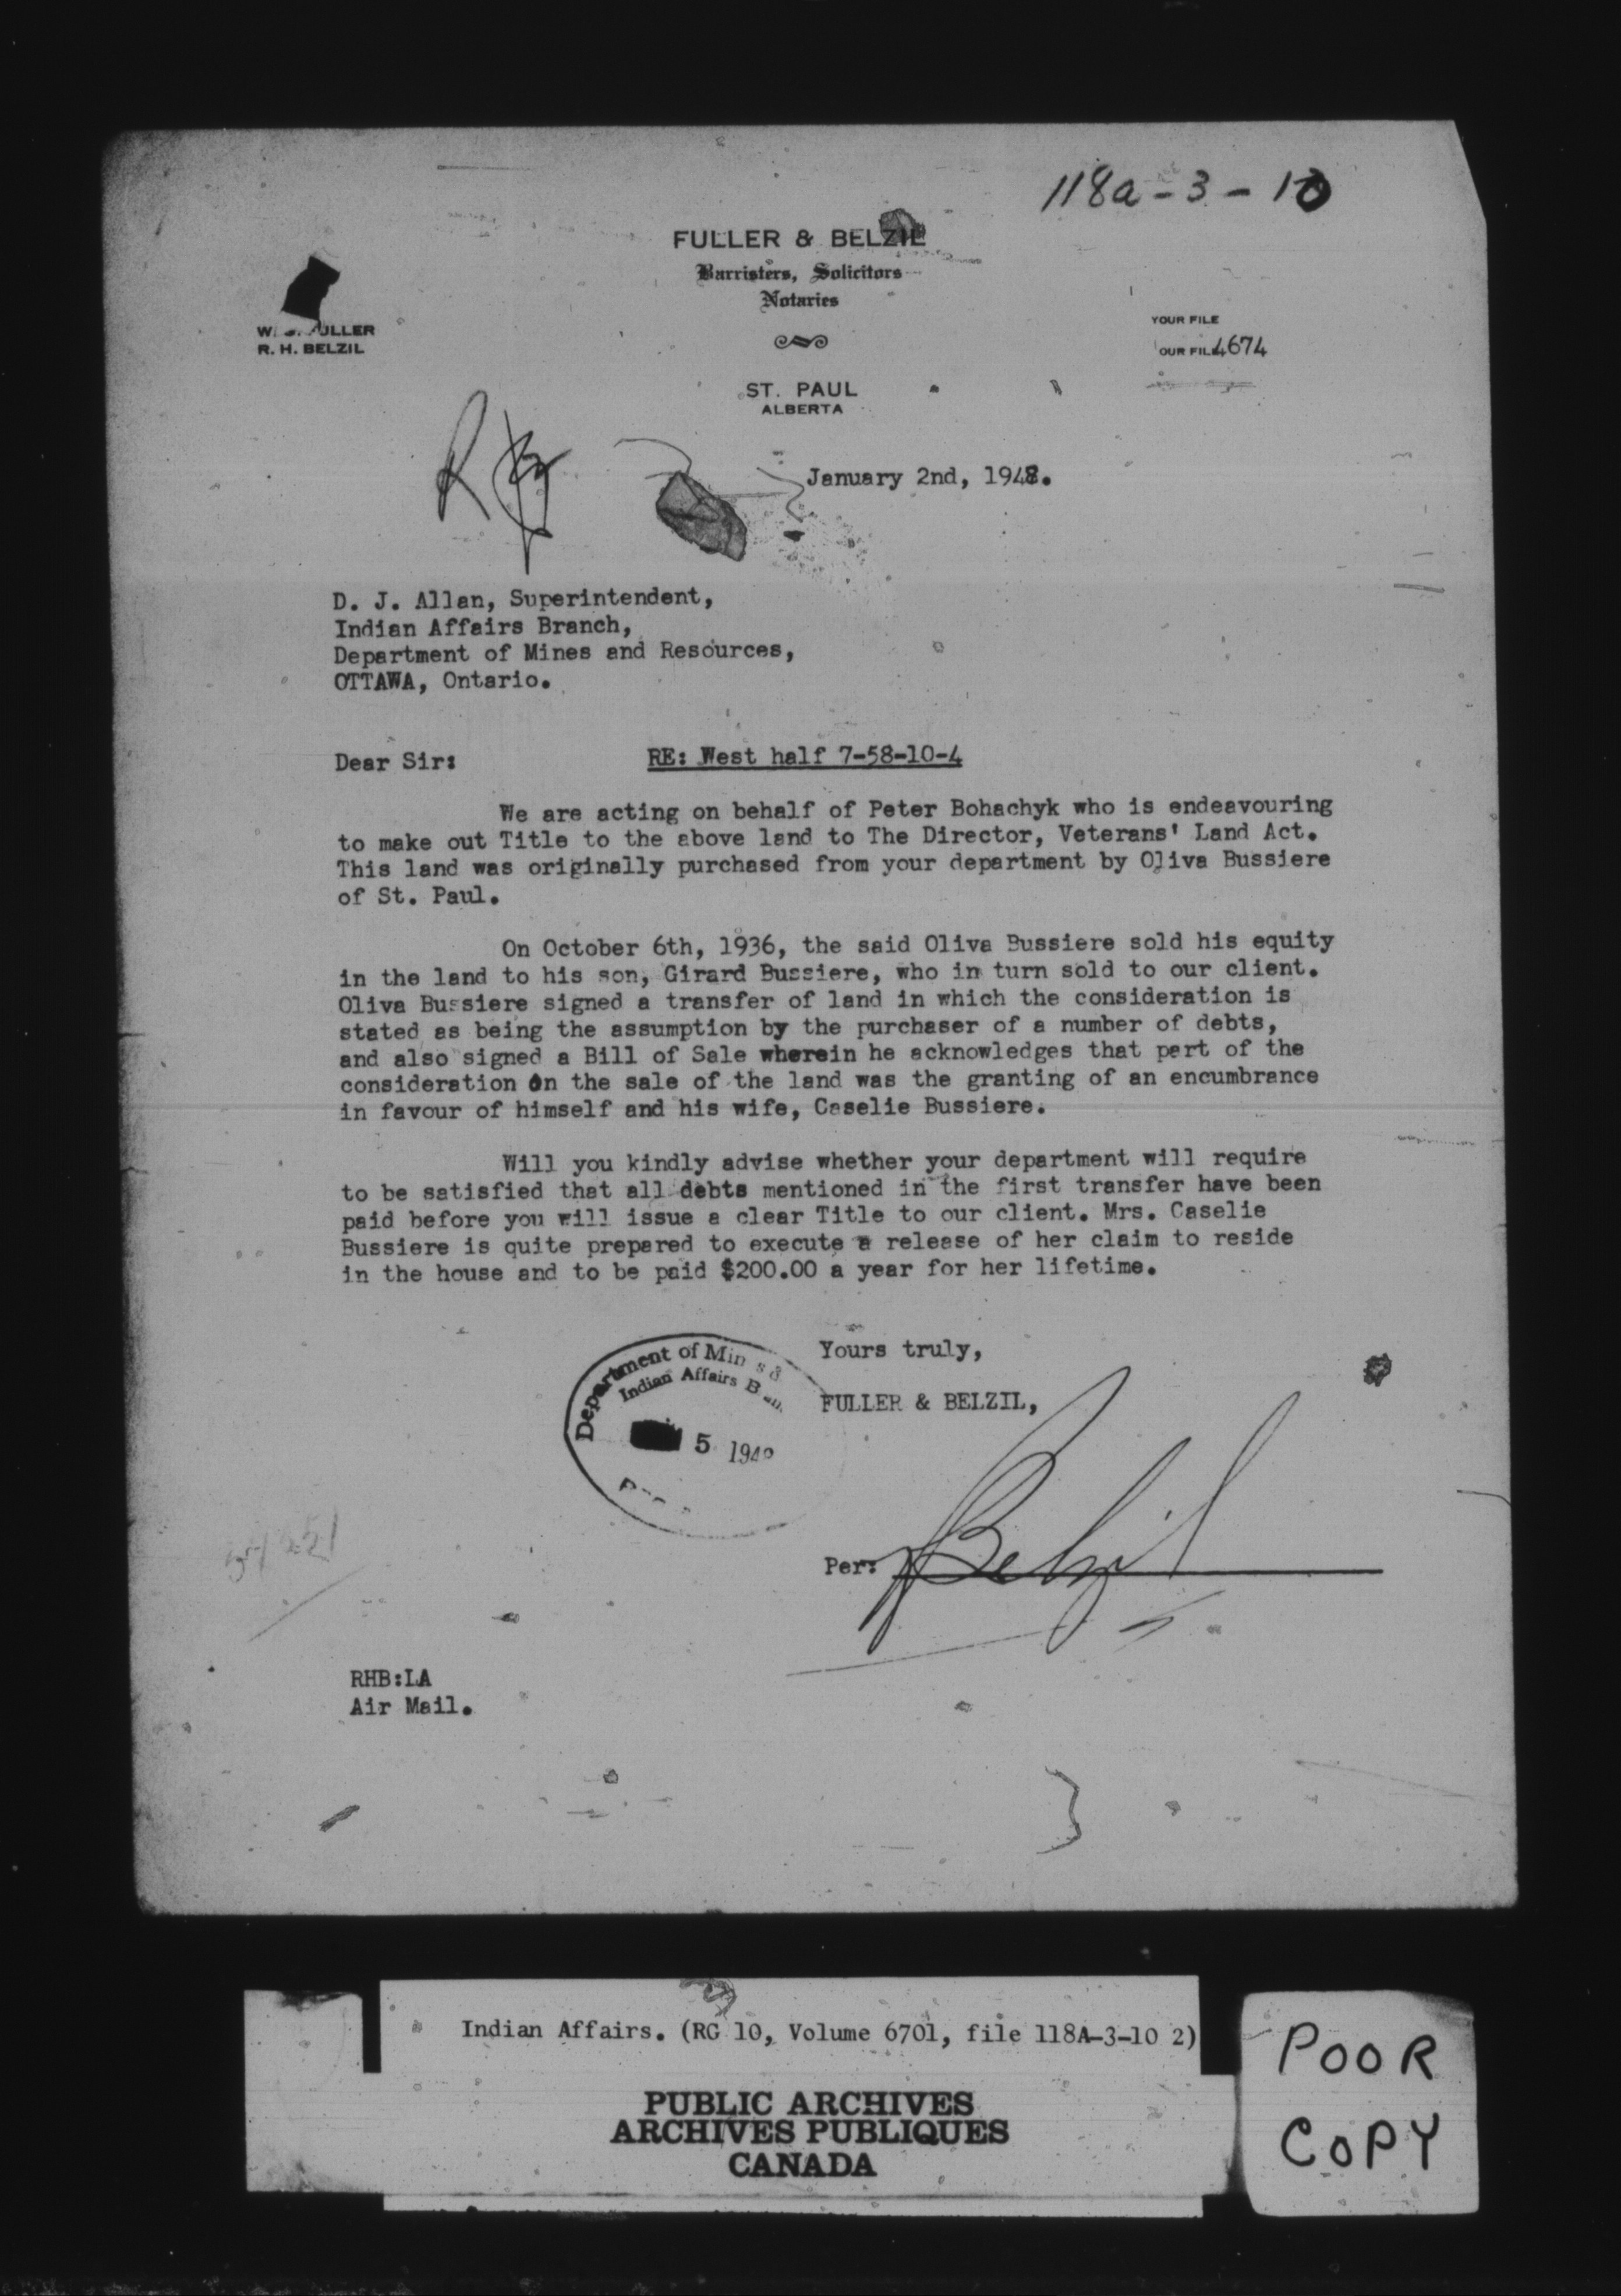 118a-3-10
FULLER & BELZIL
Barristers, Solicitors
Notaries
W. FULLER
R. H. BELZIL
YOUR FILE
OUR FILE 4674
ST. PAUL
ALBERTA
January 2nd, 1948.
D. J. Allan, Superintendent,
Indian Affairs Branch,
Department of Mines and Resources,
OTTAWA, Ontario.
Dear Sir: RE: West half 7-58-10-4
We are acting on behalf of Peter Bohachyk who is endeavouring
to make out Title to the above land to The Director, Veterans' Land Act.
This land was originally purchased from your department by Oliva Bussiere
of St. Paul.
On October 6th, 1936, the said Oliva Bussiere sold his equity
in the land to his son, Girard Bussiere, who in turn sold to our client.
Oliva Bussiere signed a transfer of land in which the consideration is
stated as being the assumption by the purchaser of a number of debts,
and also signed a Bill of Sale wherein he acknowledges that part of the
consideration on the sale of the land was the granting of an encumbrance
in favour of himself and his wife, Caselie Bussiere.
Will you kindly advise whether your department will require
to be satisfied that all debts mentioned in the first transfer have been
paid before you will issue a clear Title to our client. Mrs. Caselie
Bussiere is quite prepared to execute a release of her claim to reside
in the house and to be paid $200.00 a year for her lifetime.
Yours truly,
FULLER & BELZIL,
Department of Mines &
Indian Affairs
5 1948
Per: Belzil
RHB:LA
Air Mail.
Indian Affairs. (RG 10, Volume 6701, file 118A-3-10 2)
PUBLIC ARCHIVES
ARCHIVES PUBLIQUES
CANADA
POOR
COPY